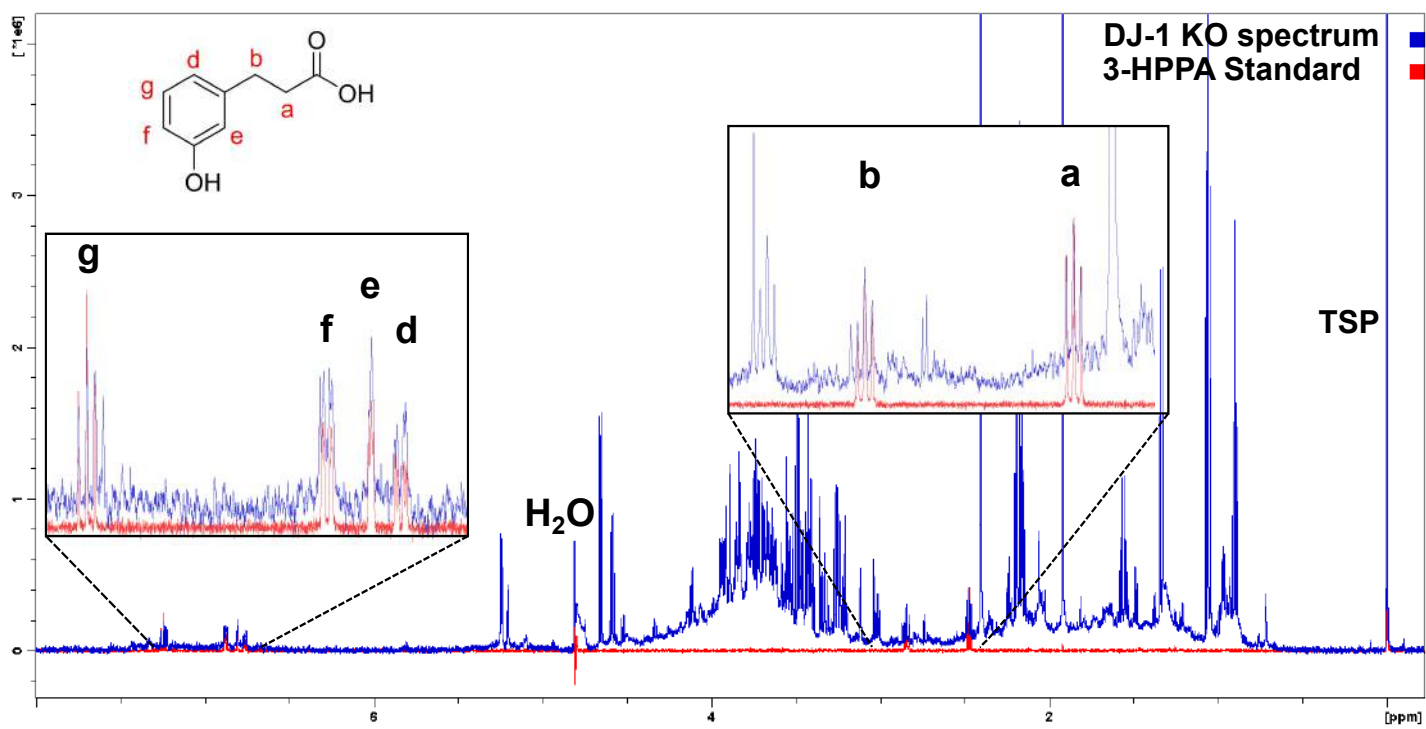 [ *1e6]
DJ-1 KO spectrum
3-HPPA Standard
O
OH
d
b
g
a
f
e
OH
b
a
3
g
e
f
d
TSP
2
H₂O
1
0
6
4
2
[ppm]